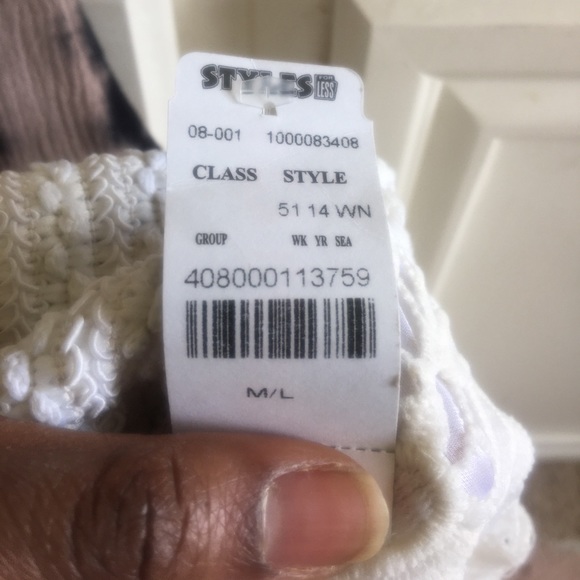 STYLES FOR LESS
08-001 1000083408
CLASS STYLE
51 14 WN
GROUP WK YR SEA
408000113759
M/L